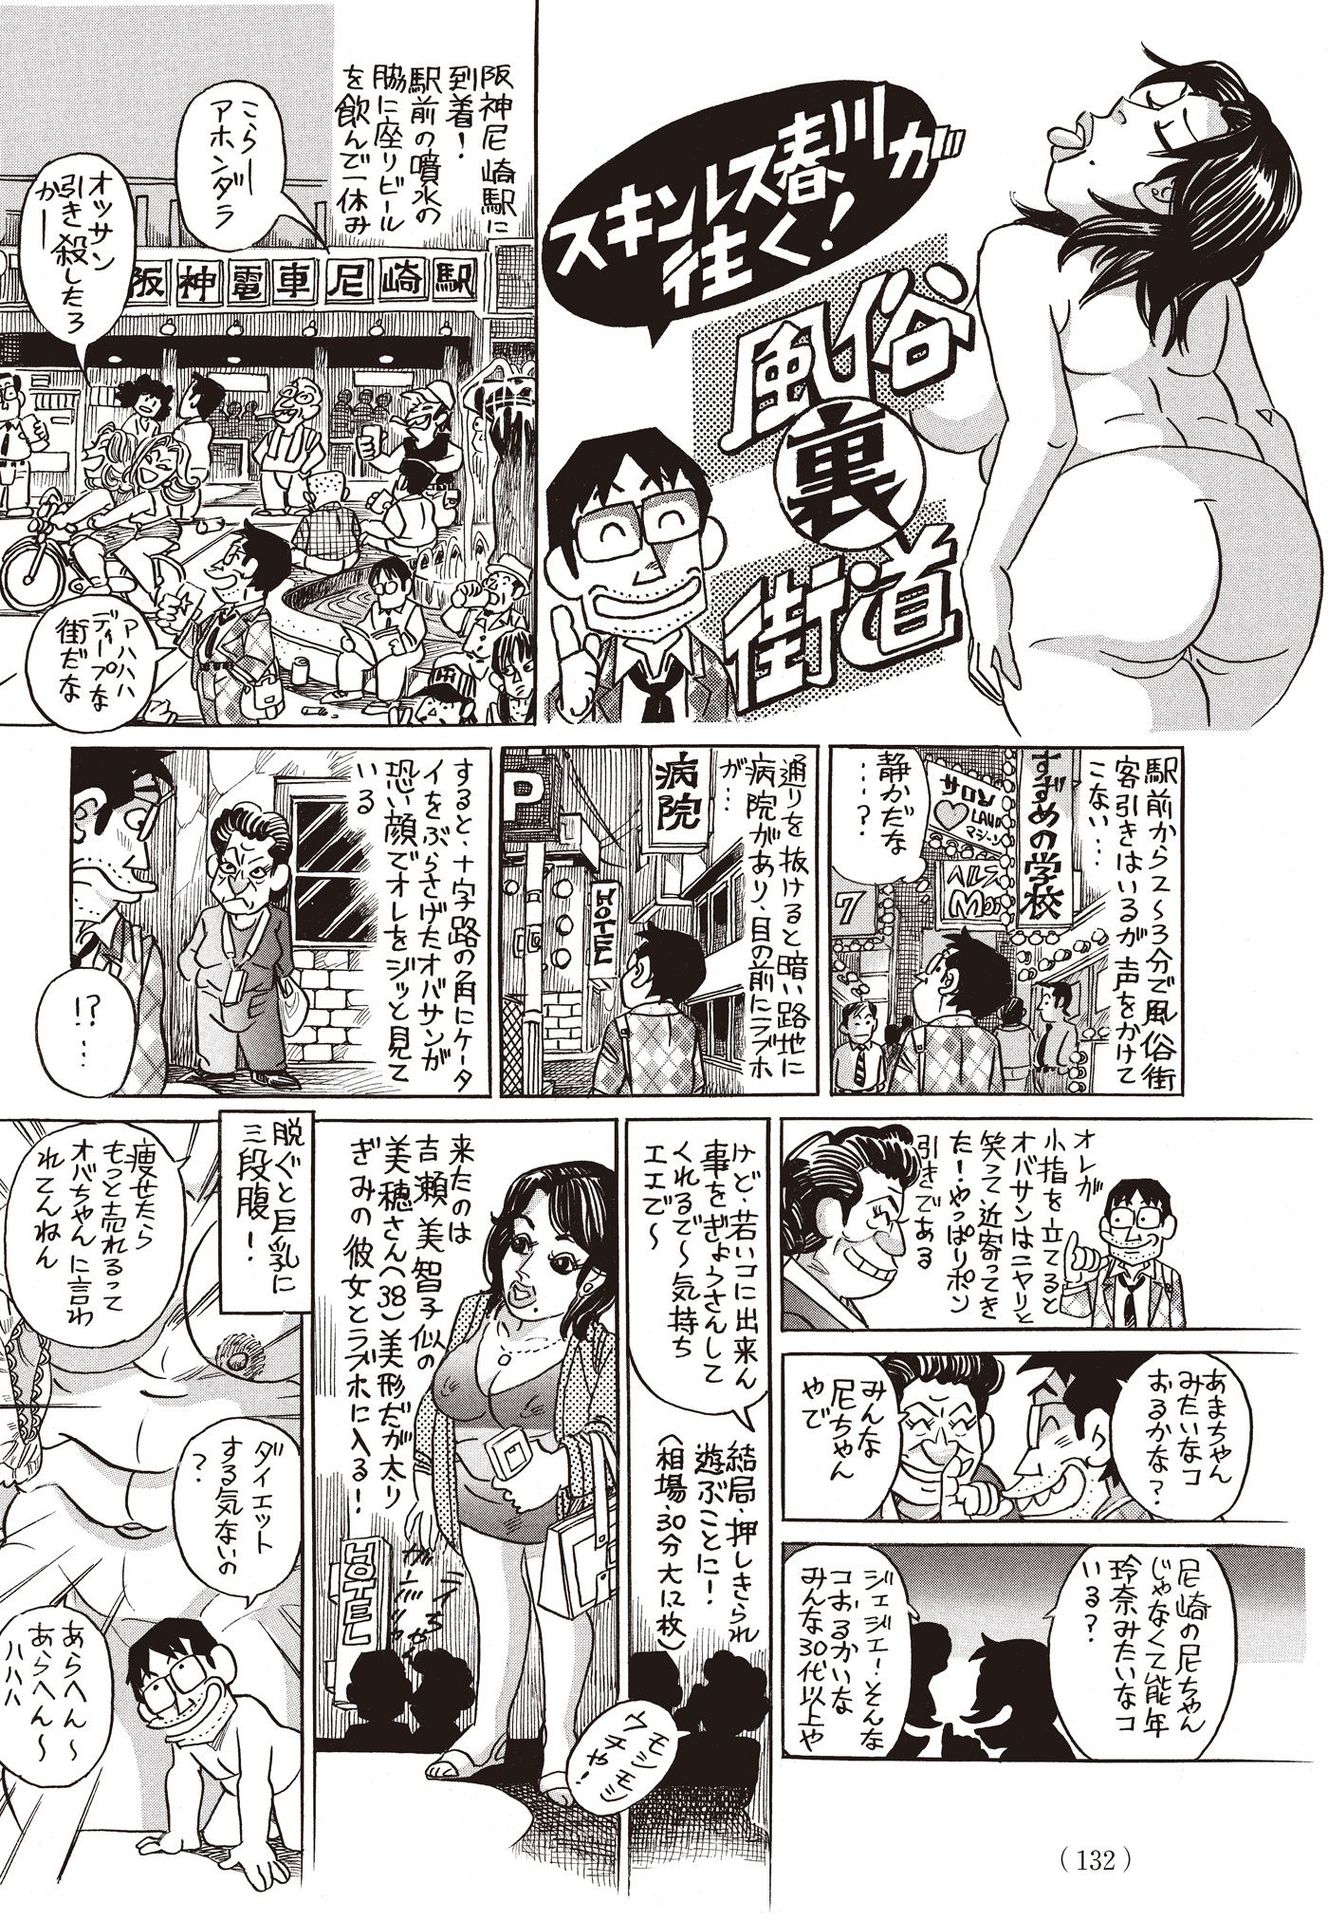 スキンレス春川が
往く!
風俗
裏
街道
阪神尼崎駅に
到着!
駅前の噴水の
脇に座りビール
を飲んで一休み
こらー
アホンダラ
オッサン
引き殺したろ
かー
阪神電車尼崎駅
アハハハ
ディープな
街だな
駅前から2〜3分で風俗街
客引きはいるが声をかけて
こない…
すずめの学校
サロン
LAND
マジーン
ヘルス
7
静かだな
…?
通りを抜けると暗い路地に
病院があり、目の前にラブホ
が…
病院
P
HOTEL
すると、十字路の角にケータ
イをぶらさげたオバサンが
恐い顔でオレをジッと見て
いる
!?…
オレが
小指を立てると
オバサンはニヤリと
笑って近寄ってき
た!やっぱりポン
引きである
あまちゃん
みたいなコ
おるかな?
みんな
尼ちゃん
やで
尼崎の尼ちゃん
じゃなくて能年
玲奈みたいなコ
いる?
ジェジェ!そんな
コおるかいな
みんな30代以上や
けど、若いコに出来ん
事をぎょうさんして
くれるで〜気持ち
エエで〜
結局、押しきられ
遊ぶことに!
(相場・30分大1.2枚)
モシモシ
ウチや!
来たのは
吉瀬美智子似の
美穂さん(38)美形だが太り
ぎみの彼女とラブホに入る!
HOTEL
脱ぐと巨乳に
三段腹!
痩せたら
もっと売れるって
オバちゃんに言わ
れてんねん
ダイエット
する気ないの
?
あらへん〜
あらへん〜
ハハハ
(132)